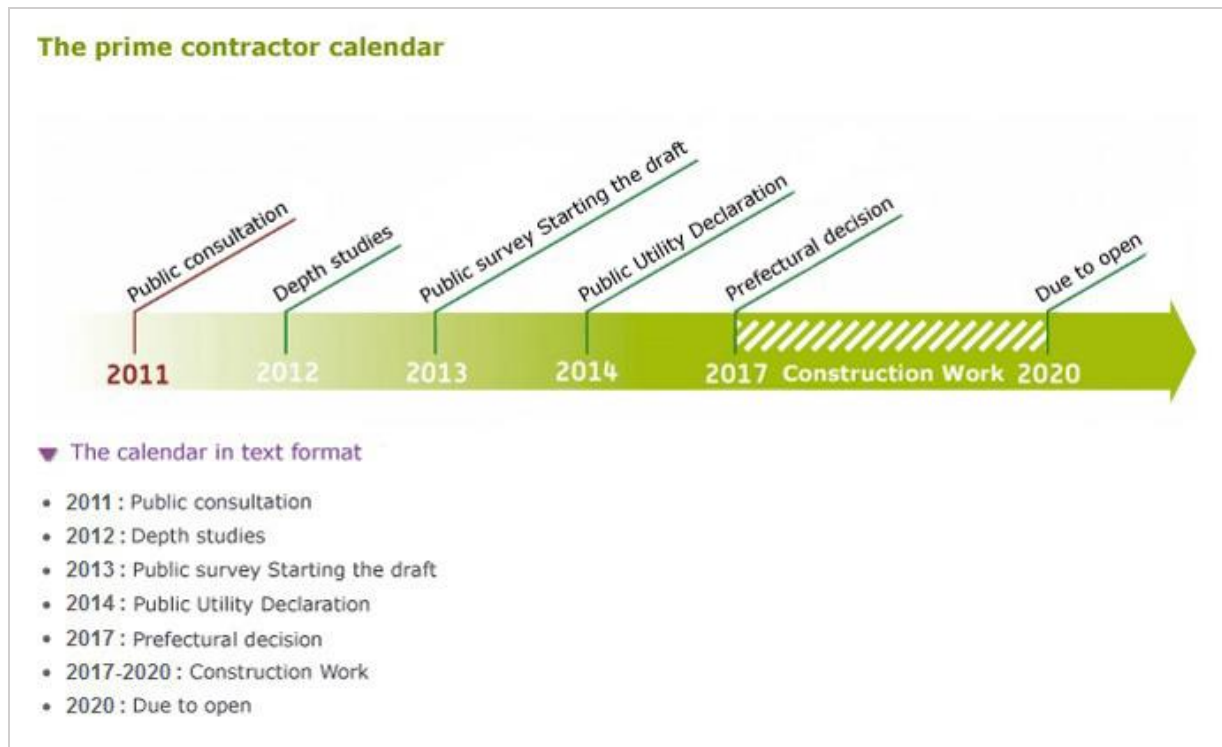 The prime contractor calendar
Public consultation
Depth studies
Public survey Starting the draft
Public Utility Declaration
Prefectural decision
Due to open
2011
2012
2013
2014
2017 Construction Work 2020
The calendar in text format
2011 : Public consultation
2012 : Depth studies
2013 : Public survey Starting the draft
2014 : Public Utility Declaration
2017 : Prefectural decision
2017-2020 : Construction Work
2020 : Due to open